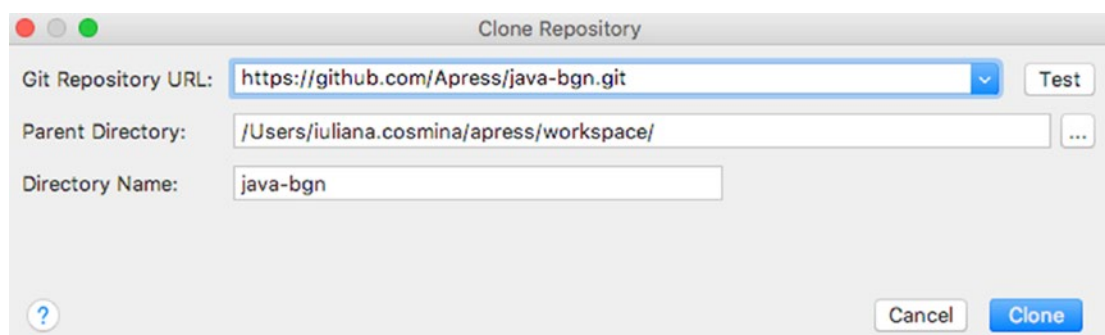 Clone Repository
Git Repository URL: https://github.com/Apress/java-bgn.git Test
Parent Directory: /Users/iuliana.cosmina/apress/workspace/ ...
Directory Name: java-bgn
? Cancel Clone